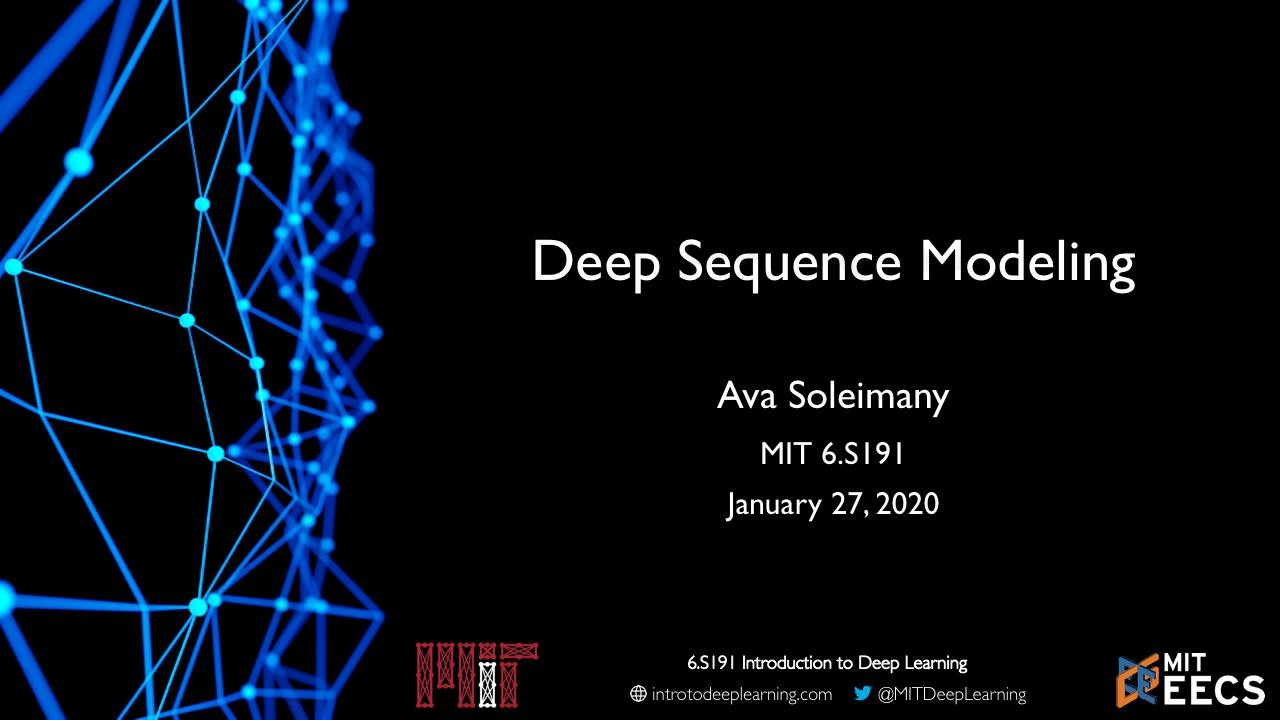 Deep Sequence Modeling
Ava Soleimany
MIT 6.S191
January 27, 2020
6.S191 Introduction to Deep Learning
introtodeeplearning.com @MITDeepLearning
MIT
MIT
EECS